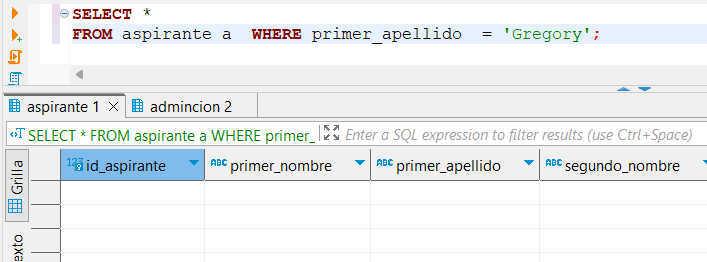 SELECT *
FROM aspirante a  WHERE primer_apellido  = 'Gregory';
aspirante 1
admincion 2
SELECT * FROM aspirante a WHERE primer_
Enter a SQL expression to filter results (use Ctrl+Space)
Grilla
123 id_aspirante
ABC primer_nombre
ABC primer_apellido
ABC segundo_nombre
exto